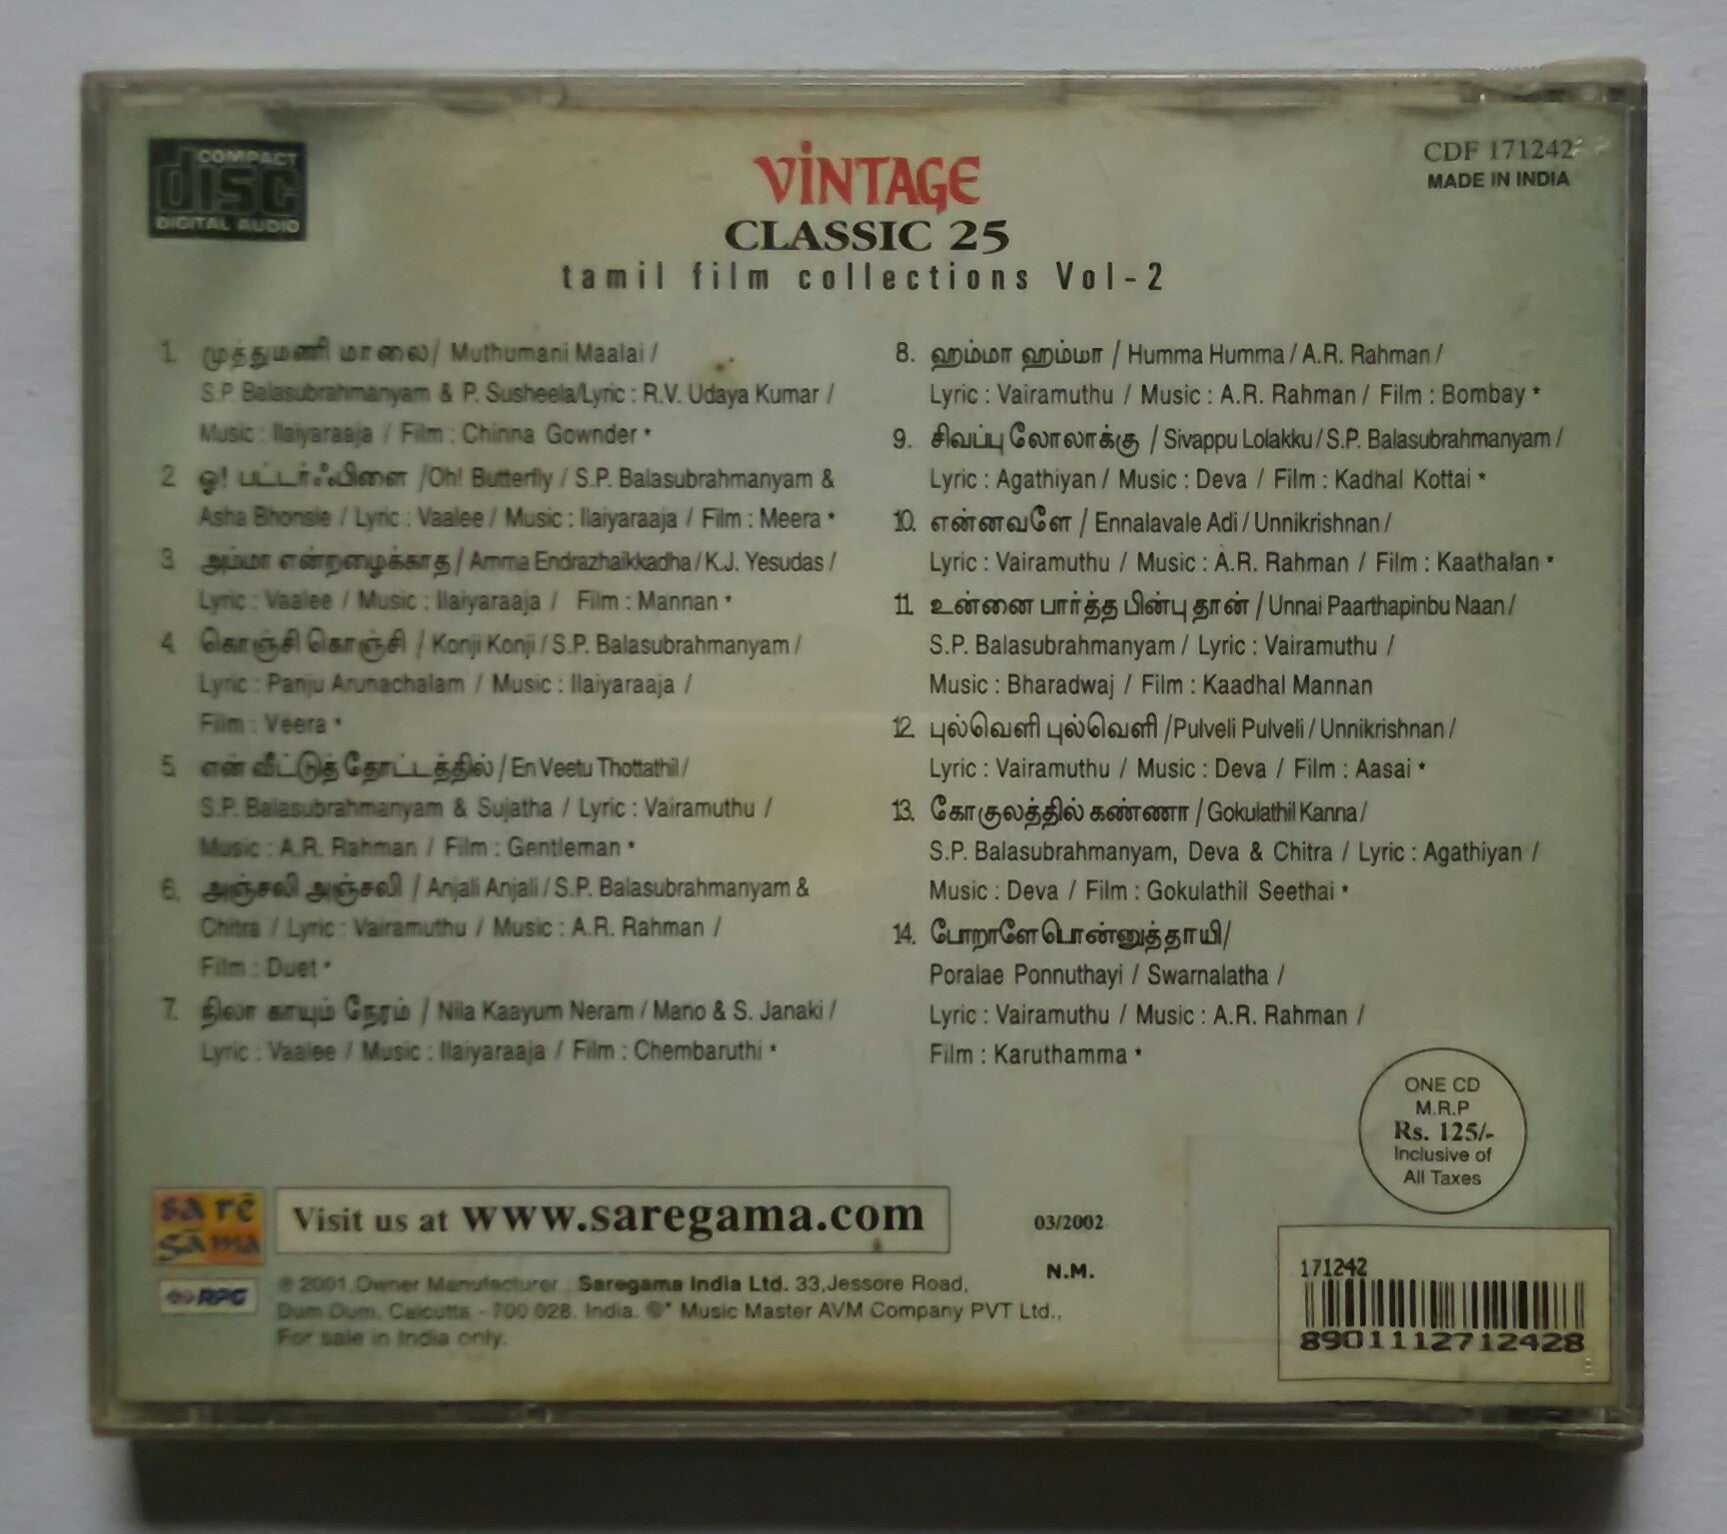 COMPACT
disc
DIGITAL AUDIO
VINTAGE
CLASSIC 25
tamil film collections Vol-2
CDF 171242
MADE IN INDIA
1. முத்துமணி மாலை / Muthumani Maalai /
S.P. Balasubrahmanyam & P. Susheela/Lyric : R.V. Udaya Kumar /
Music : Ilaiyaraaja / Film : Chinna Gownder *
2. ஓ! பட்டர்ஃபிளை /Oh! Butterfly / S.P. Balasubrahmanyam &
Asha Bhonsle / Lyric : Vaalee / Music : Ilaiyaraaja / Film : Meera *
3. அம்மா என்றழைக்காத / Amma Endrazhaikkadha / K.J. Yesudas /
Lyric : Vaalee / Music : Ilaiyaraaja / Film : Mannan *
4. கொஞ்சி கொஞ்சி / Konji Konji / S.P. Balasubrahmanyam /
Lyric : Panju Arunachalam / Music : Ilaiyaraaja /
Film : Veera *
5. என் வீட்டுத் தோட்டத்தில் / En Veetu Thottathil /
S.P. Balasubrahmanyam & Sujatha / Lyric : Vairamuthu /
Music : A.R. Rahman / Film : Gentleman *
6. அஞ்சலி அஞ்சலி / Anjali Anjali / S.P. Balasubrahmanyam &
Chitra / Lyric : Vairamuthu / Music : A.R. Rahman /
Film : Duet *
7. நிலா காயும் நேரம் / Nila Kaayum Neram / Mano & S. Janaki /
Lyric : Vaalee / Music : Ilaiyaraaja / Film : Chembaruthi *
8. ஹம்மா ஹம்மா / Humma Humma / A.R. Rahman /
Lyric : Vairamuthu / Music : A.R. Rahman / Film : Bombay *
9. சிவப்பு லோலாக்கு / Sivappu Lolakku / S.P. Balasubrahmanyam /
Lyric : Agathiyan / Music : Deva / Film : Kadhal Kottai *
10. என்னவளே / Ennalavale Adi / Unnikrishnan /
Lyric : Vairamuthu / Music : A.R. Rahman / Film : Kaathalan *
11. உன்னை பார்த்த பின்பு தான் / Unnai Paarthapinbu Naan /
S.P. Balasubrahmanyam / Lyric : Vairamuthu /
Music : Bharadwaj / Film : Kaadhal Mannan
12. புல்வெளி புல்வெளி /Pulveli Pulveli / Unnikrishnan /
Lyric : Vairamuthu / Music : Deva / Film : Aasai *
13. கோகுலத்தில் கண்ணா / Gokulathil Kanna /
S.P. Balasubrahmanyam, Deva & Chitra / Lyric : Agathiyan /
Music : Deva / Film : Gokulathil Seethai *
14. போறாளே பொன்னுத்தாயி/
Poralae Ponnuthayi / Swarnalatha /
Lyric : Vairamuthu / Music : A.R. Rahman /
Film : Karuthamma *
ONE CD
M.R.P
Rs. 125/-
Inclusive of
All Taxes
sa re
ga ma
RPG
Visit us at www.saregama.com
03/2002
N.M.
℗ 2001 Owner Manufacturer : Saregama India Ltd. 33,Jessore Road,
Dum Dum, Calcutta - 700 028. India. ©* Music Master AVM Company PVT Ltd.,
For sale in India only.
171242
8901112712428